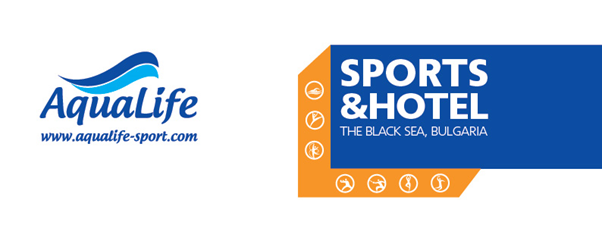 AquaLife
www.aqualife-sport.com
SPORTS
&HOTEL
THE BLACK SEA, BULGARIA